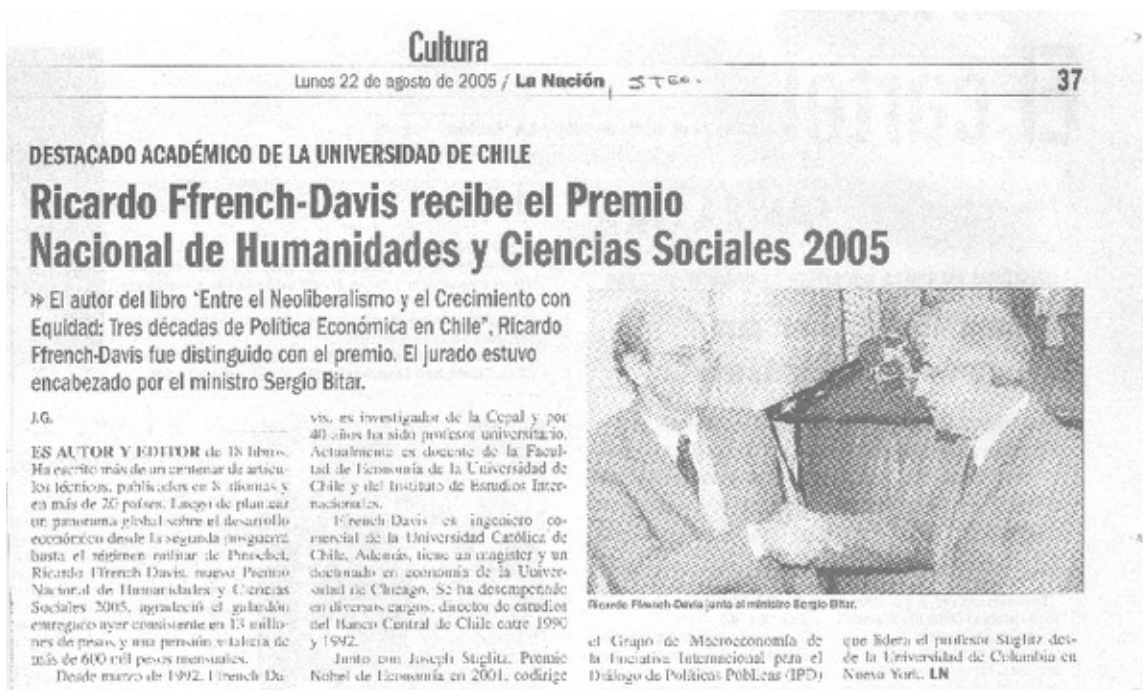 Cultura
Lunes 22 de agosto de 2005 / La Nación, STGO.
37
DESTACADO ACADÉMICO DE LA UNIVERSIDAD DE CHILE
Ricardo Ffrench-Davis recibe el Premio
Nacional de Humanidades y Ciencias Sociales 2005
» El autor del libro "Entre el Neoliberalismo y el Crecimiento con
Equidad: Tres décadas de Política Económica en Chile", Ricardo
Ffrench-Davis fue distinguido con el premio. El jurado estuvo
encabezado por el ministro Sergio Bitar.
J.G.
ES AUTOR Y EDITOR de 18 libros.
Ha escrito más de un centenar de artícu-
los técnicos, publicados en 8 idiomas y
en más de 20 países. Luego de plantear
un panorama global sobre el desarrollo
económico desde la segunda posguerra
hasta el régimen militar de Pinochet,
Ricardo Ffrench Davis, nuevo Premio
Nacional de Humanidades y Ciencias
Sociales 2005, agradeció el galardón
entregado ayer consistente en 13 millo-
nes de pesos, y una pensión vitalicia de
más de 600 mil pesos mensuales.
Desde marzo de 1992, Ffrench Da-
vis, es investigador de la Cepal y por
40 años ha sido profesor universitario.
Actualmente es docente de la Facul-
tad de Economía de la Universidad de
Chile y del Instituto de Estudios Inter-
nacionales.
Ffrench-Davis es ingeniero co-
mercial de la Universidad Católica de
Chile. Además, tiene un magíster y un
doctorado en economía de la Univer-
sidad de Chicago. Se ha desempeñado
en diversos cargos, director de estudios
del Banco Central de Chile entre 1990
y 1992.
Junto con Joseph Stiglitz, Premio
Nobel de Economía en 2001, codirige
Ricardo Ffrench-Davis junto al ministro Sergio Bitar.
el Grupo de Macroeconomía de
la Iniciativa Internacional para el
Diálogo de Políticas Públicas (IPD)
que lidera el profesor Stiglitz des-
de la Universidad de Columbia en
Nueva York. LN